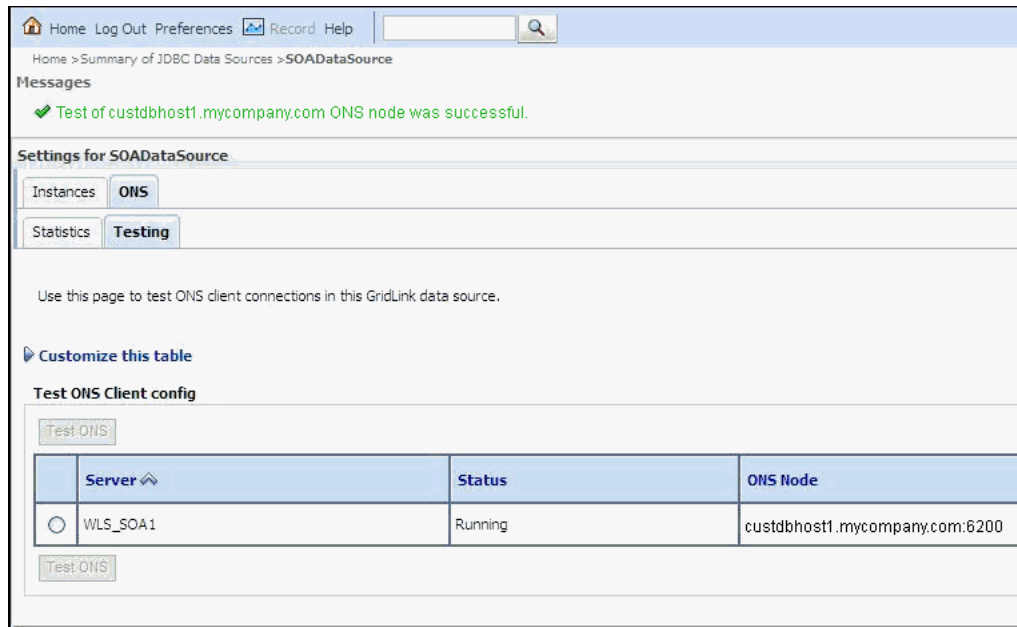 Home Log Out Preferences Record Help
Home >Summary of JDBC Data Sources >SOADataSource
Messages
Test of custdbhost1.mycompany.com ONS node was successful.
Settings for SOADataSource
Instances ONS
Statistics Testing
Use this page to test ONS client connections in this GridLink data source.
Customize this table
Test ONS Client config
Test ONS
Server Status ONS Node
WLS_SOA1 Running custdbhost1.mycompany.com:6200
Test ONS